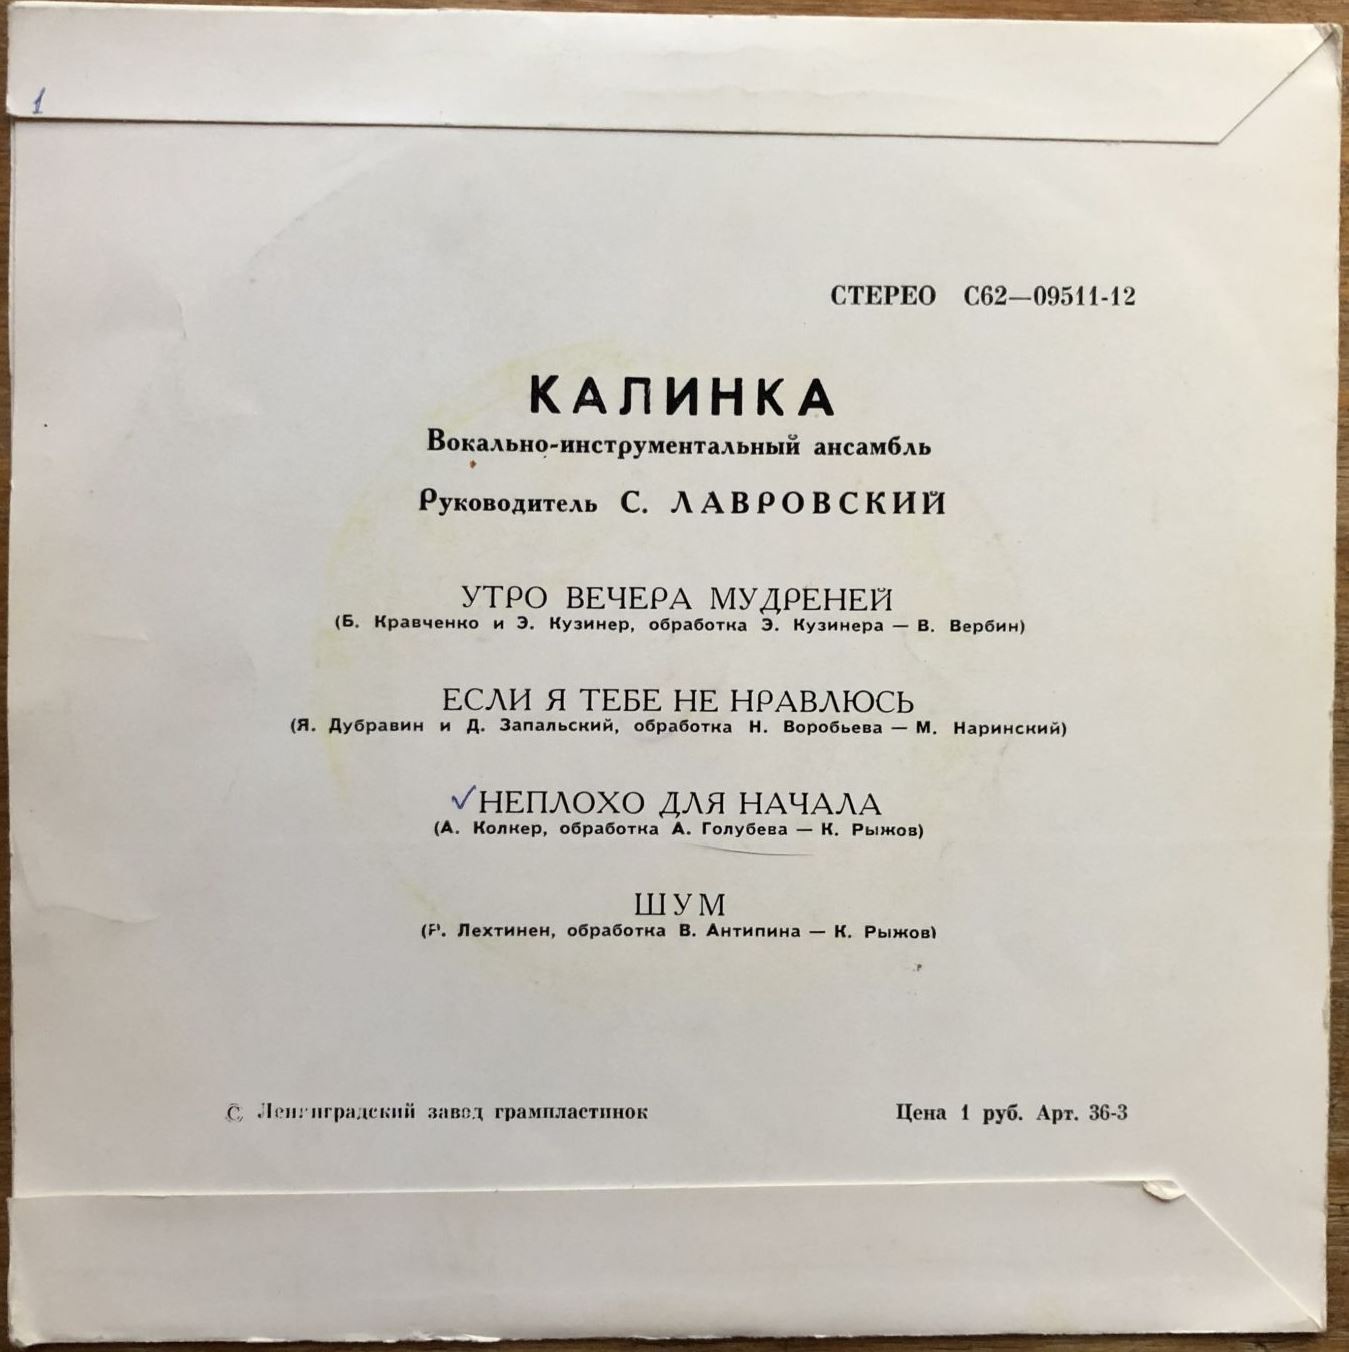 1
СТЕРЕО С62—09511-12
КАЛИНКА
Вокально-инструментальный ансамбль
Руководитель С. ЛАВРОВСКИЙ
УТРО ВЕЧЕРА МУДРЕНЕЙ
(Б. Кравченко и Э. Кузинер, обработка Э. Кузинера — В. Вербин)
ЕСЛИ Я ТЕБЕ НЕ НРАВЛЮСЬ
(Я. Дубравин и Д. Запальский, обработка Н. Воробьева — М. Наринский)
✓НЕПЛОХО ДЛЯ НАЧАЛА
(А. Колкер, обработка А. Голубева — К. Рыжов)
ШУМ
(Р. Лехтинен, обработка В. Антипина — К. Рыжов)
© Ленинградский завод грампластинок
Цена 1 руб. Арт. 36-3